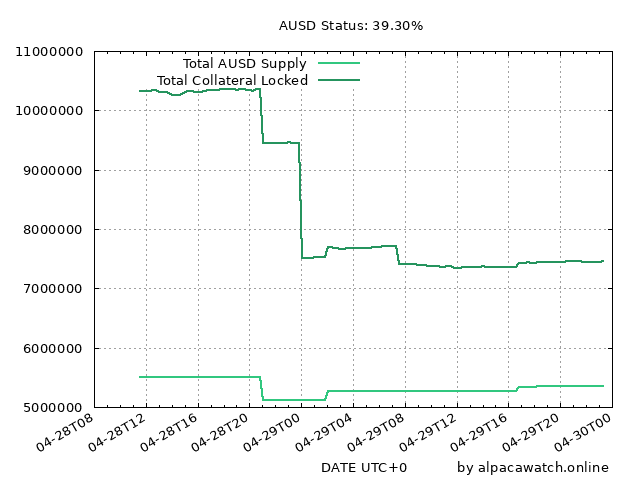 AUSD Status: 39.30%
11000000
10000000
9000000
8000000
7000000
6000000
5000000
Total AUSD Supply
Total Collateral Locked
04-28T08
04-28T12
04-28T16
04-28T20
04-29T00
04-29T04
04-29T08
04-29T12
04-29T16
04-29T20
04-30T00
DATE UTC+0
by alpacawatch.online